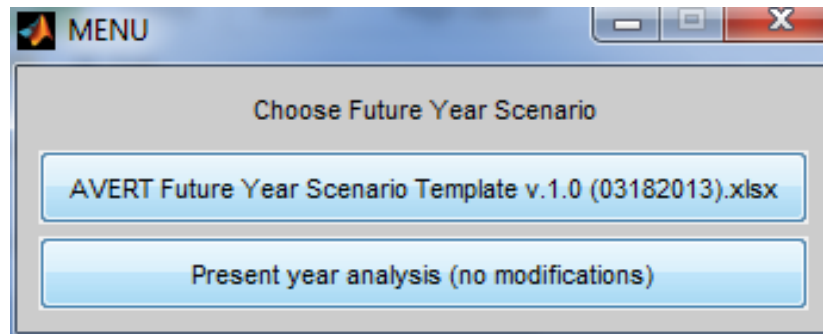 MENU
Choose Future Year Scenario
AVERT Future Year Scenario Template v.1.0 (03182013).xlsx
Present year analysis (no modifications)